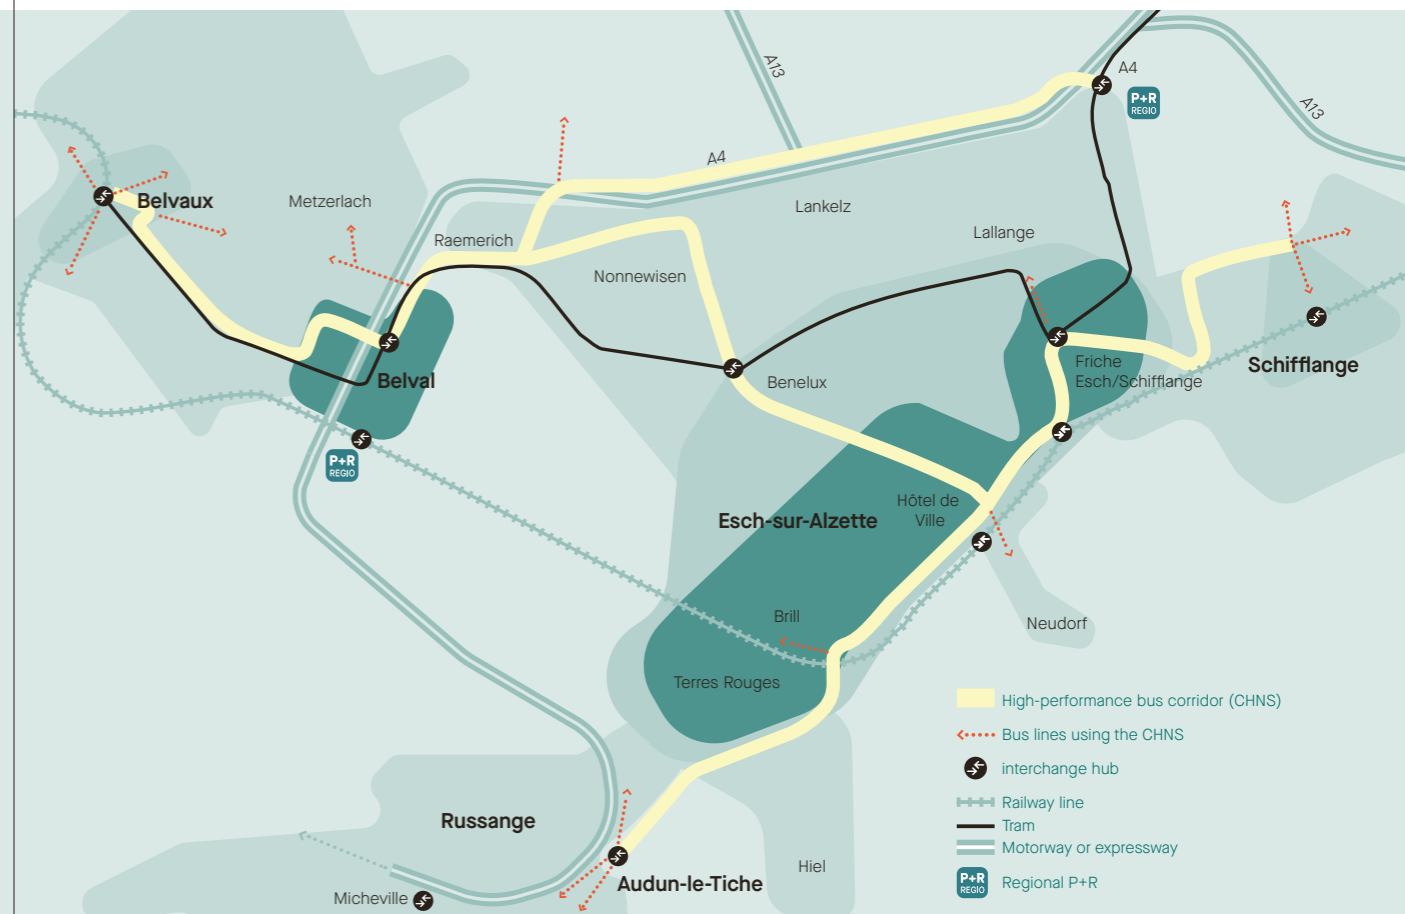 A13
A4
P+R
REGIO
A13
Belvaux
Metzerlach
A4
Lankelz
Raemerich
Lallange
Nonnewisen
Schifflange
Friche
Esch/Schifflange
Belval
Benelux
P+R
REGIO
Hôtel de
Ville
Esch-sur-Alzette
Brill
Neudorf
Terres Rouges
High-performance bus corridor (CHNS)
Bus lines using the CHNS
interchange hub
Railway line
Tram
Motorway or expressway
P+R
REGIO
Regional P+R
Russange
Hiel
Audun-le-Tiche
Micheville